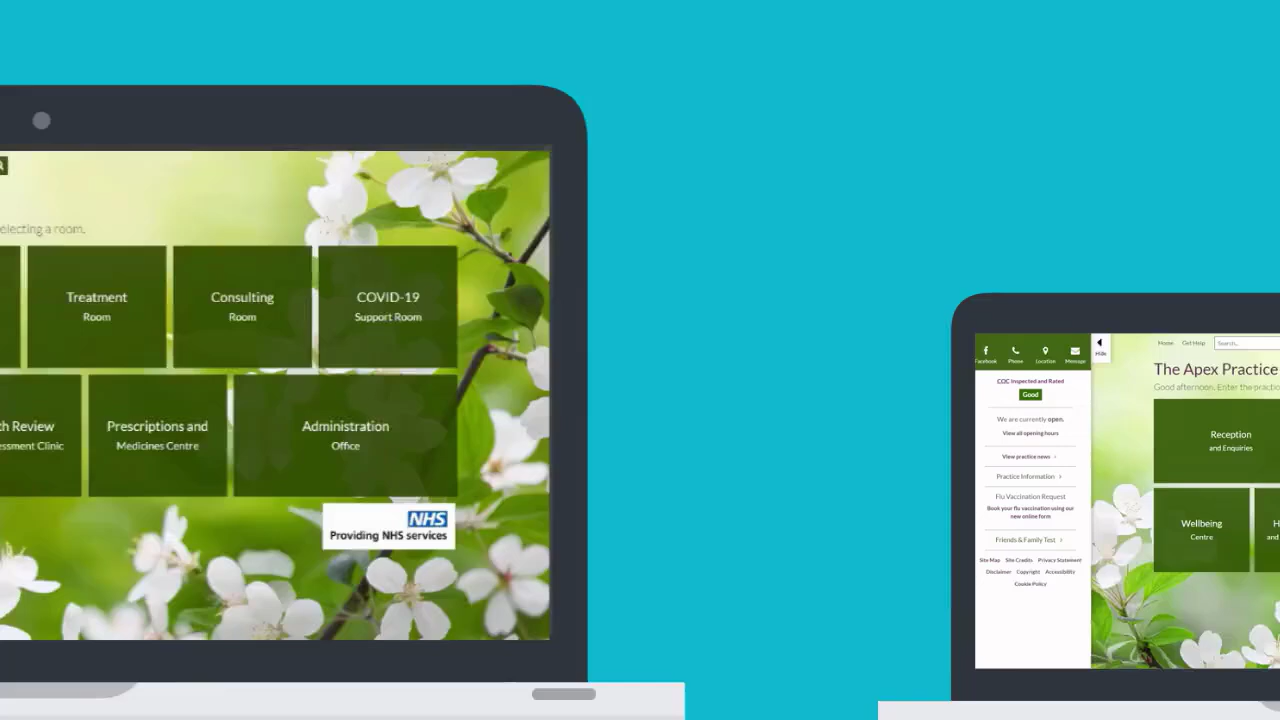 electing a room.
Treatment
Room
Consulting
Room
COVID-19
Support Room
th Review
essment Clinic
Prescriptions and
Medicines Centre
Administration
Office
NHS
Providing NHS services
Facebook
Phone
Location
Message
Hide
CQC Inspected and Rated
Good
We are currently open.
View all opening hours
View practice news ›
Practice Information ›
Flu Vaccination Request
Book your flu vaccination using our
new online form
Friends & Family Test ›
Site Map Site Credits Privacy Statement
Disclaimer Copyright Accessibility
Cookie Policy
Home Get Help Search...
The Apex Practice
Good afternoon. Enter the practic
Reception
and Enquiries
Wellbeing
Centre
H
and